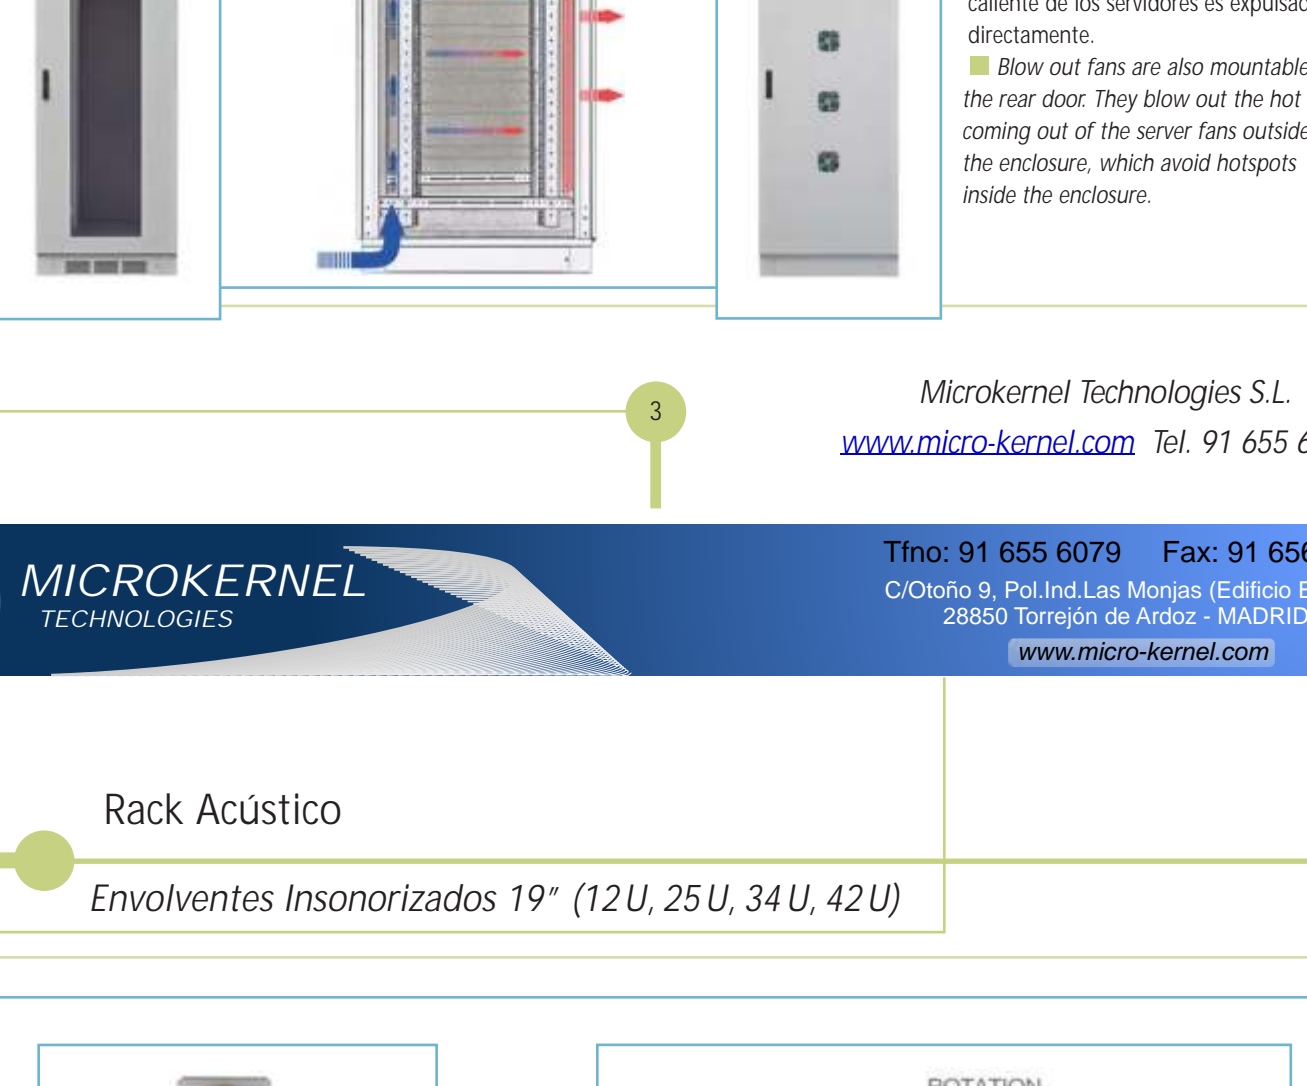 caliente de los servidores es
directamente.
Blow out fans are also mountable
the rear door. They blow out the hot
coming out of the server fans outside
the enclosure, which avoid hotspots
inside the enclosure.
3
Microkernel Technologies S.L.
www.micro-kernel.com Tel. 91 655
MICROKERNEL
TECHNOLOGIES
Tfno: 91 655 6079 Fax: 91
C/Otoño 9, Pol.Ind.Las Monjas (Edificio
28850 Torrejón de Ardoz - MADRID
www.micro-kernel.com
Rack Acústico
Envolventes Insonorizados 19" (12 U, 25 U, 34 U, 42 U)
ROTATION